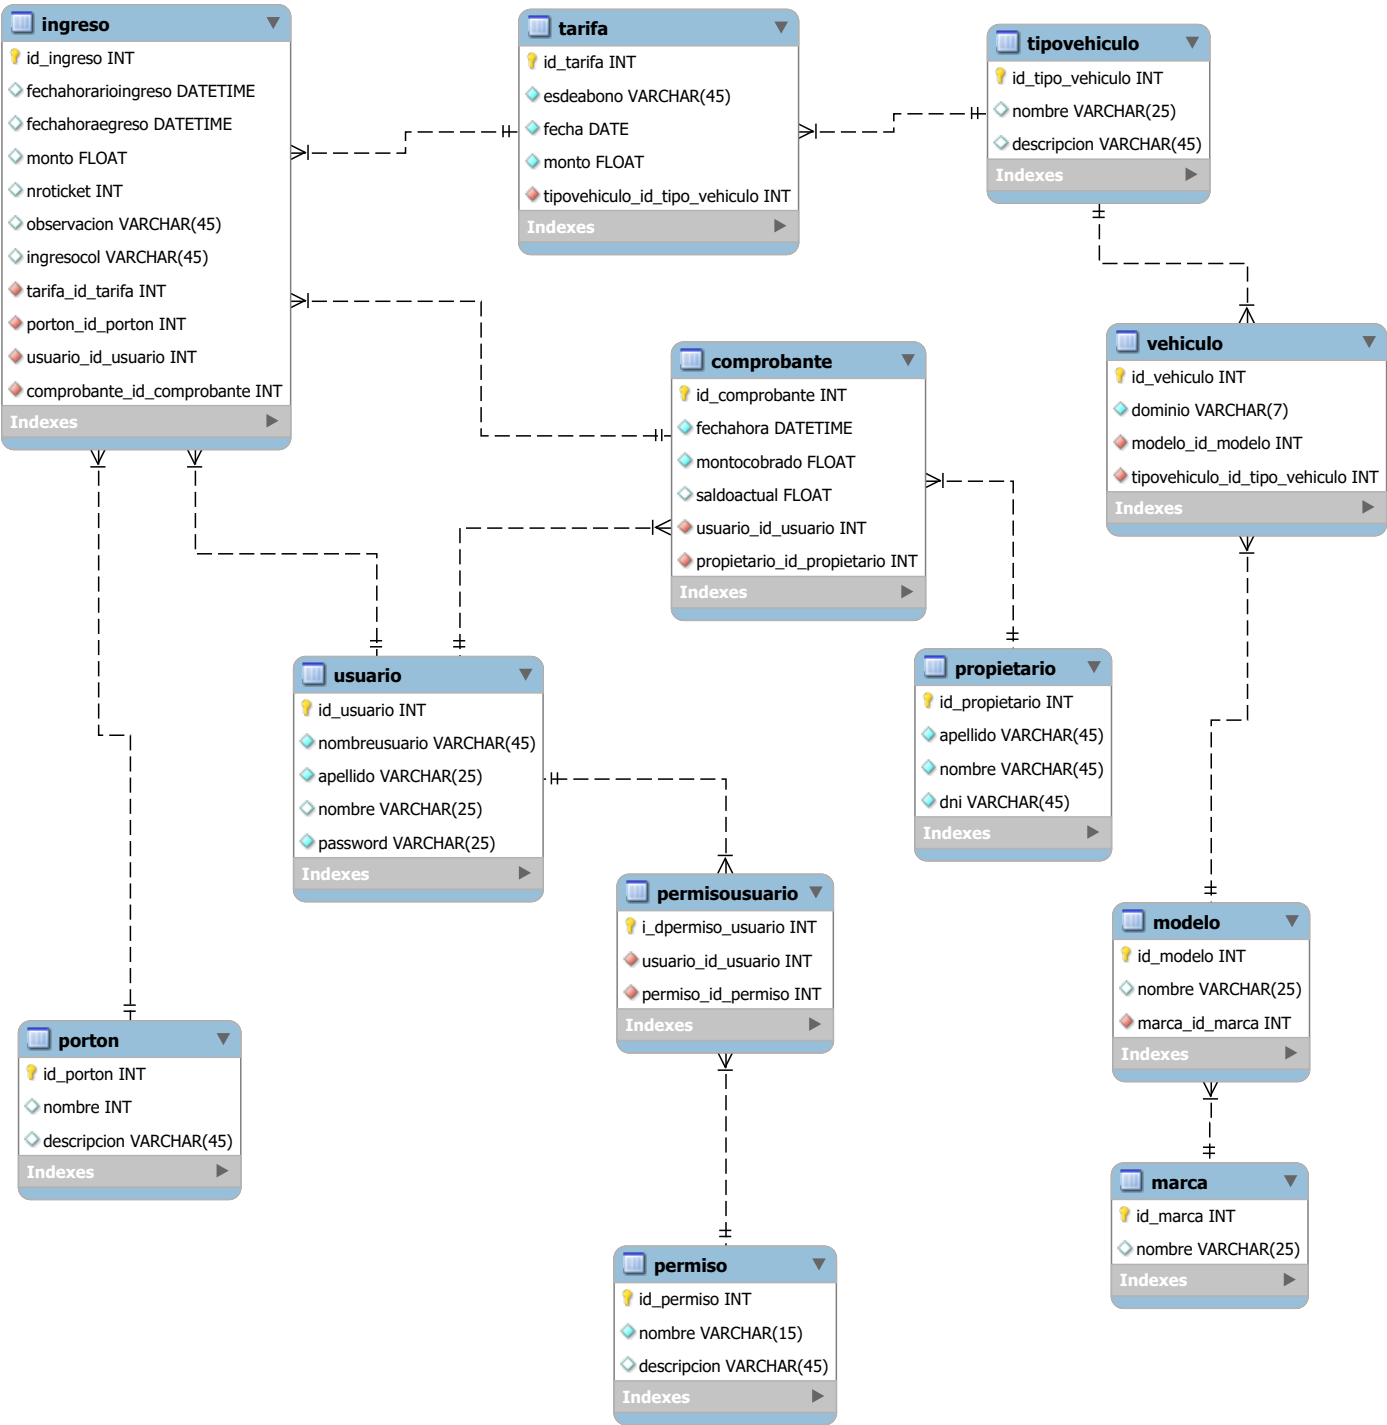 ingreso
id_ingreso INT
fechahorarioingreso DATETIME
fechahoraegreso DATETIME
monto FLOAT
nroticket INT
observacion VARCHAR(45)
ingresocol VARCHAR(45)
tarifa_id_tarifa INT
porton_id_porton INT
usuario_id_usuario INT
comprobante_id_comprobante INT
Indexes
tarifa
id_tarifa INT
esdeabono VARCHAR(45)
fecha DATE
monto FLOAT
tipovehiculo_id_tipo_vehiculo INT
Indexes
tipovehiculo
id_tipo_vehiculo INT
nombre VARCHAR(25)
descripcion VARCHAR(45)
Indexes
comprobante
id_comprobante INT
fechahora DATETIME
montocobrado FLOAT
saldoactual FLOAT
usuario_id_usuario INT
propietario_id_propietario INT
Indexes
vehiculo
id_vehiculo INT
dominio VARCHAR(7)
modelo_id_modelo INT
tipovehiculo_id_tipo_vehiculo INT
Indexes
usuario
id_usuario INT
nombreusuario VARCHAR(45)
apellido VARCHAR(25)
nombre VARCHAR(25)
password VARCHAR(25)
Indexes
propietario
id_propietario INT
apellido VARCHAR(45)
nombre VARCHAR(45)
dni VARCHAR(45)
Indexes
permisousuario
i_dpermiso_usuario INT
usuario_id_usuario INT
permiso_id_permiso INT
Indexes
modelo
id_modelo INT
nombre VARCHAR(25)
marca_id_marca INT
Indexes
porton
id_porton INT
nombre INT
descripcion VARCHAR(45)
Indexes
marca
id_marca INT
nombre VARCHAR(25)
Indexes
permiso
id_permiso INT
nombre VARCHAR(15)
descripcion VARCHAR(45)
Indexes